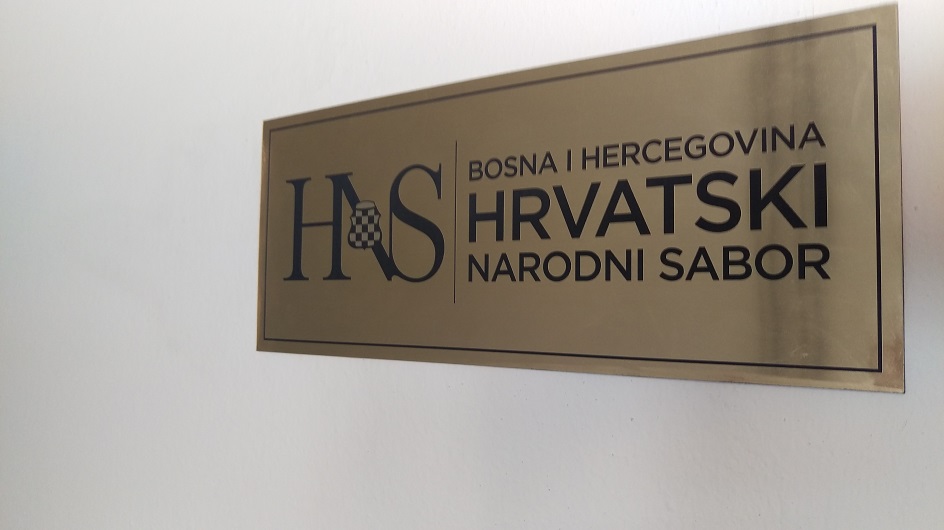 HNS
BOSNA I HERCEGOVINA
HRVATSKI
NARODNI SABOR